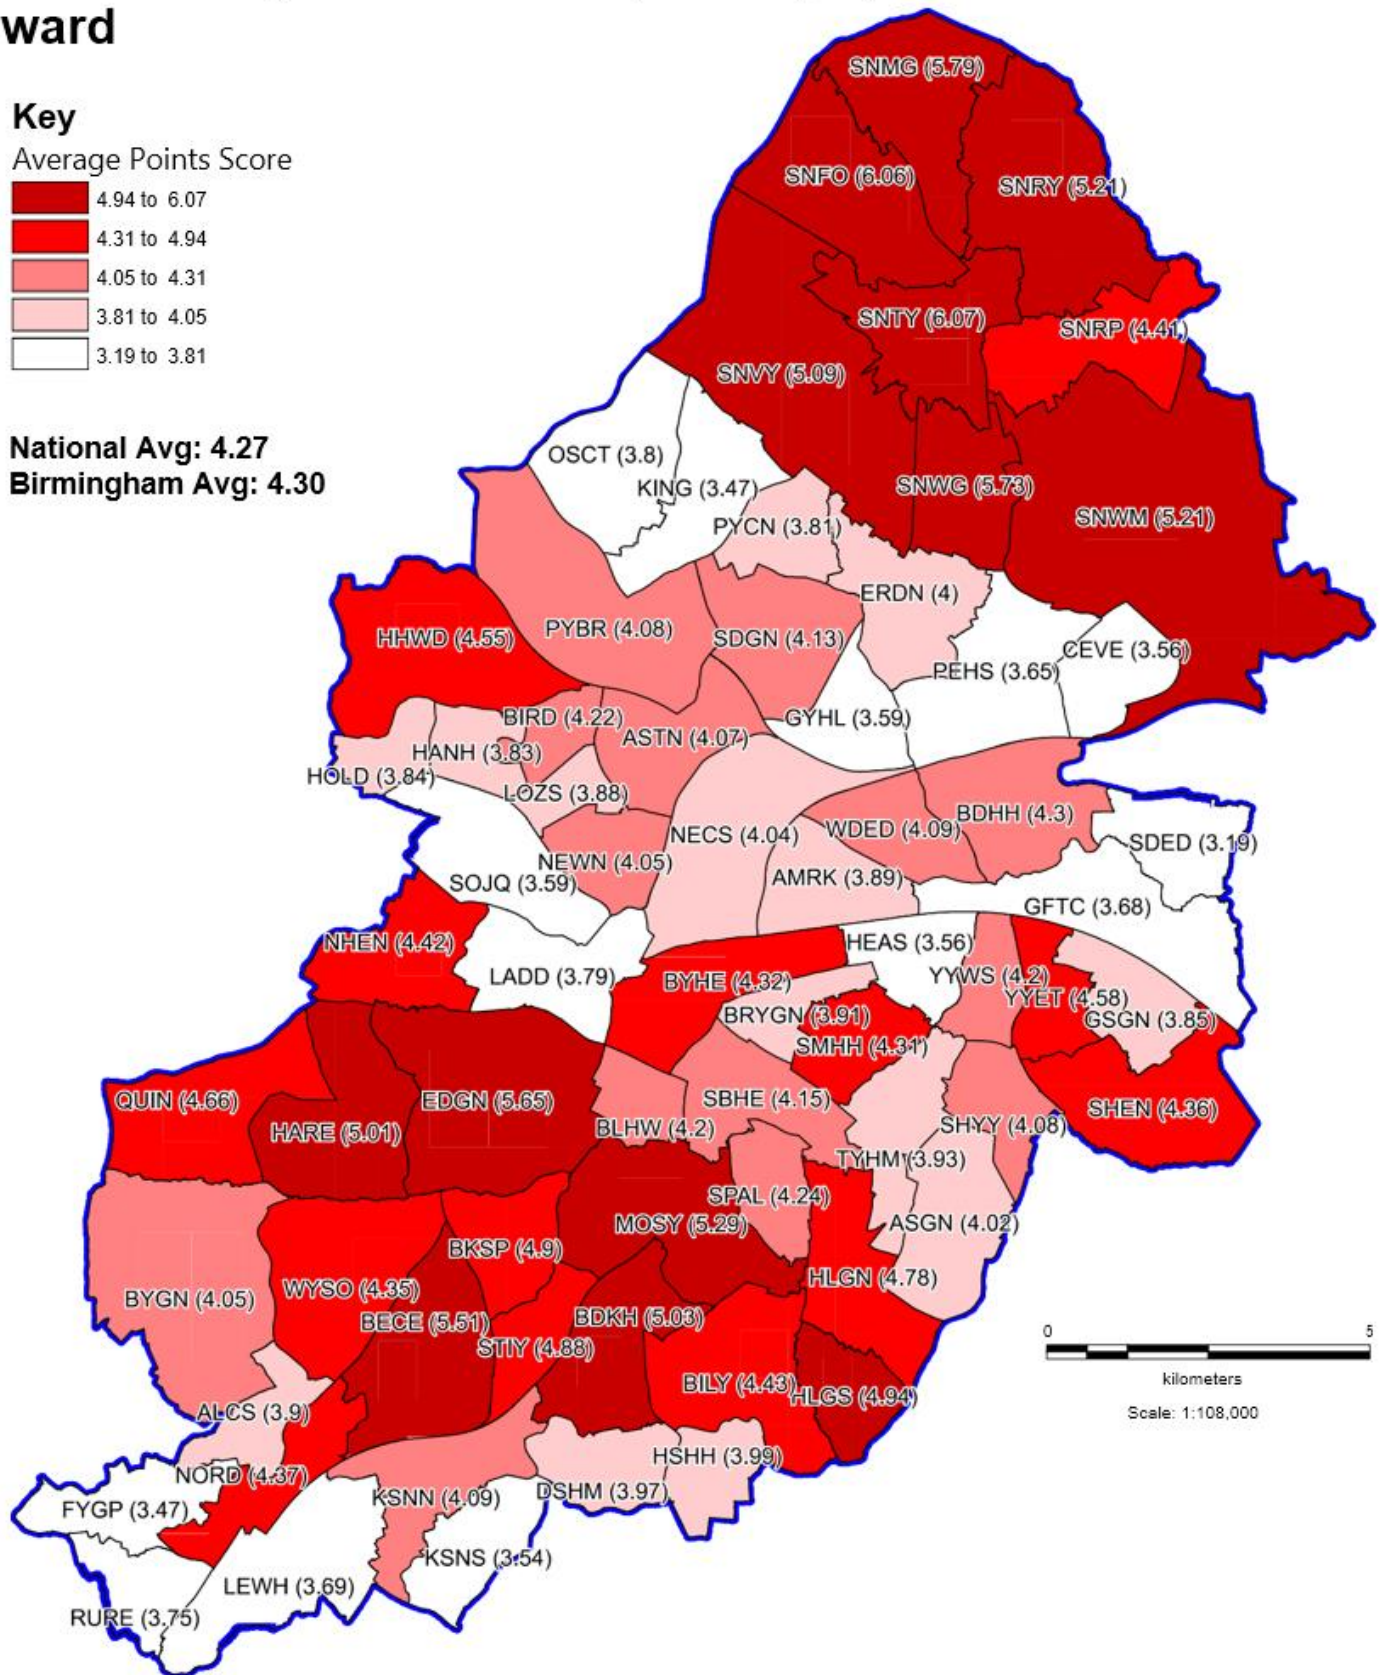 ward
Key
Average Points Score
4.94 to 6.07
4.31 to 4.94
4.05 to 4.31
3.81 to 4.05
3.19 to 3.81
National Avg: 4.27
Birmingham Avg: 4.30
SNMG (5.79)
SNFO (6.06)
SNRY (5.21)
SNTY (6.07)
SNRP (4.41)
SNVY (5.09)
OSCT (3.8)
KING (3.47)
SNWG (5.73)
SNWM (5.21)
PYCN (3.81)
ERDN (4)
PYBR (4.08)
HHWD (4.55)
SDGN (4.13)
CEVE (3.56)
PEHS (3.65)
BIRD (4.22)
GYHL (3.59)
ASTN (4.07)
HANH (3.83)
HOLD (3.84)
LOZS (3.88)
BDHH (4.3)
WDED (4.09)
NECS (4.04)
SDED (3.19)
NEWN (4.05)
AMRK (3.89)
SOJQ (3.59)
GFTC (3.68)
NHEN (4.42)
HEAS (3.56)
LADD (3.79)
YYWS (4.2)
BYHE (4.32)
YYET (4.58)
BRYGN (3.91)
GSGN (3.85)
SMHH (4.31)
QUIN (4.66)
EDGN (5.65)
SBHE (4.15)
SHEN (4.36)
HARE (5.01)
BLHW (4.2)
SHYY (4.08)
TYHM (3.93)
SPAL (4.24)
MOSY (5.29)
ASGN (4.02)
BKSP (4.9)
HLGN (4.78)
WYSO (4.35)
BYGN (4.05)
BECE (5.51)
BDKH (5.03)
STIY (4.88)
BILY (4.43)
HLGS (4.94)
ALCS (3.9)
HSHH (3.99)
NORD (4.37)
DSHM (3.97)
KSNN (4.09)
FYGP (3.47)
KSNS (3.54)
LEWH (3.69)
RURE (3.75)
0 5
kilometers
Scale: 1:108,000